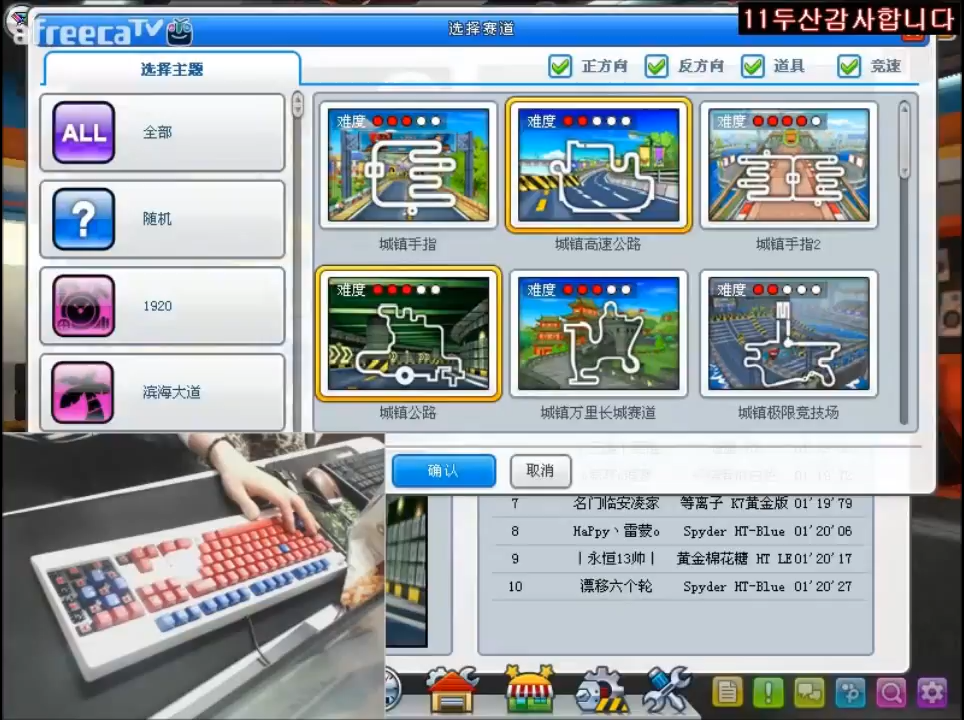 afreecaTV
选择赛道
11두산감사합니다
选择主题
正方向 反方向 道具 竞速
ALL 全部
? 随机
1920
滨海大道
难度
城镇手指
难度
城镇高速公路
难度
城镇手指2
难度
城镇公路
难度
城镇万里长城赛道
难度
城镇极限竞技场
确认 取消
7 名门临安凌家 等离子 K7黄金版 01'19'79
8 HaPpy丶雷蒙o Spyder HT-Blue 01'20'06
9 丨永恒13帅丨 黄金棉花糖 HT LE 01'20'17
10 漂移六个轮 Spyder HT-Blue 01'20'27